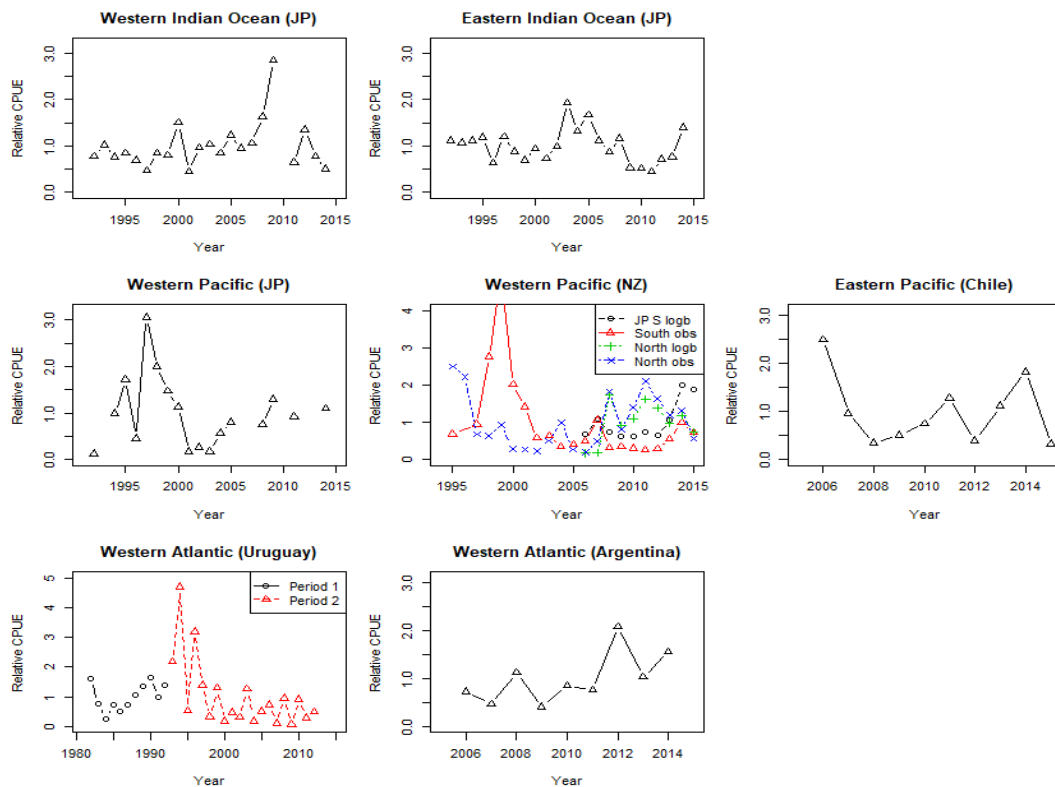 Western Indian Ocean (JP)
Relative CPUE
0.0 1.0 2.0 3.0
1995 2000 2005 2010 2015
Year
Eastern Indian Ocean (JP)
Relative CPUE
0.0 1.0 2.0 3.0
1995 2000 2005 2010 2015
Year
Western Pacific (JP)
Relative CPUE
0.0 1.0 2.0 3.0
1995 2000 2005 2010 2015
Year
Western Pacific (NZ)
Relative CPUE
0 1 2 3 4
JP S logb
South obs
North logb
North obs
1995 2000 2005 2010 2015
Year
Eastern Pacific (Chile)
Relative CPUE
0.0 1.0 2.0 3.0
2006 2008 2010 2012 2014
Year
Western Atlantic (Uruguay)
Relative CPUE
0 1 2 3 4 5
Period 1
Period 2
1980 1990 2000 2010
Year
Western Atlantic (Argentina)
Relative CPUE
0.0 1.0 2.0 3.0
2006 2008 2010 2012 2014
Year